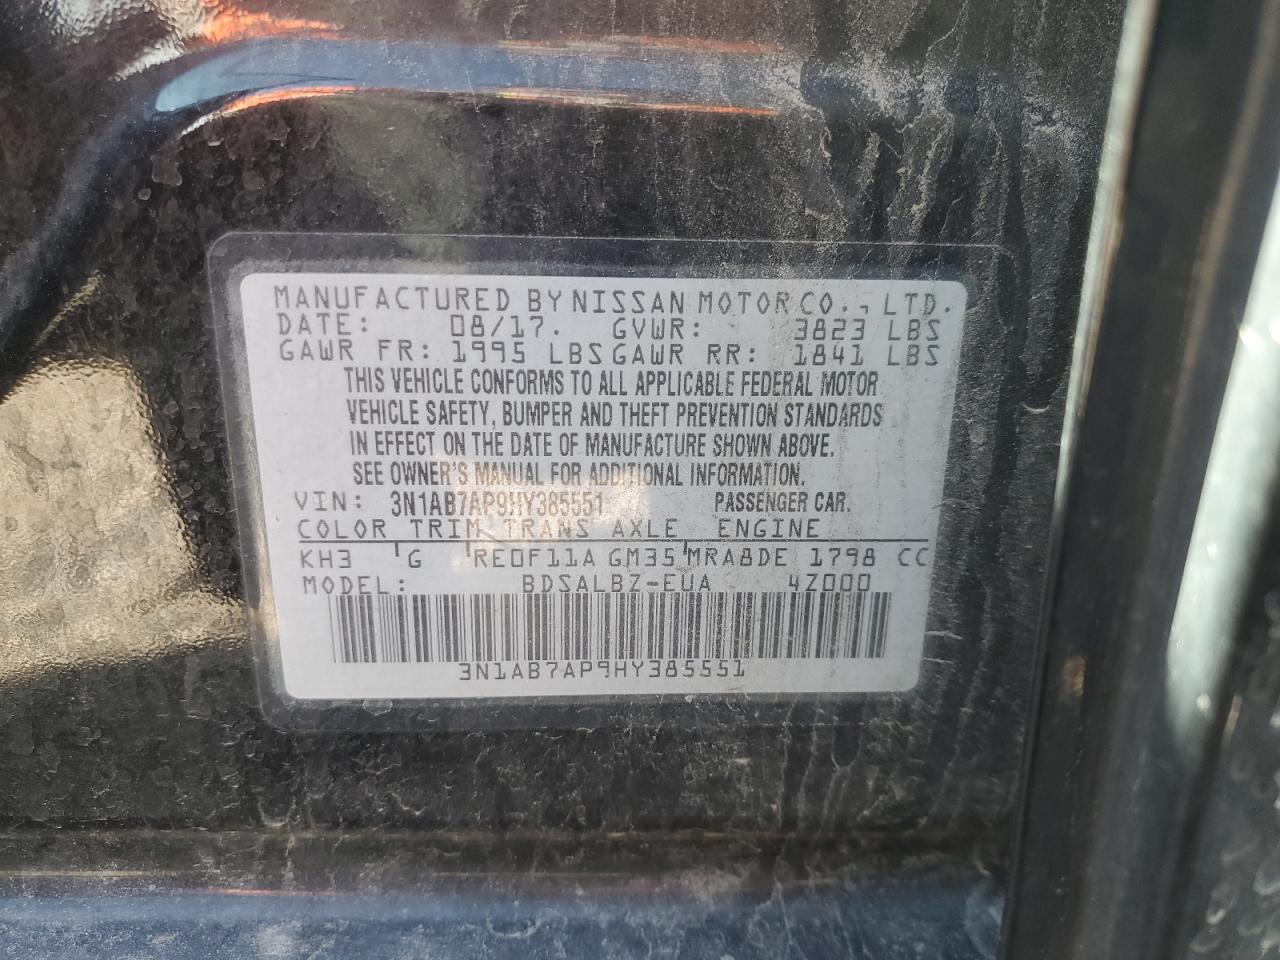 MANUFACTURED BY NISSAN MOTOR CO., LTD.
DATE: 08/17. GVWR: 3823 LBS
GAWR FR: 1995 LBS GAWR RR: 1841 LBS
THIS VEHICLE CONFORMS TO ALL APPLICABLE FEDERAL MOTOR
VEHICLE SAFETY, BUMPER AND THEFT PREVENTION STANDARDS
IN EFFECT ON THE DATE OF MANUFACTURE SHOWN ABOVE.
SEE OWNER'S MANUAL FOR ADDITIONAL INFORMATION.
VIN: 3N1AB7AP9HY385551 PASSENGER CAR.
COLOR TRIM TRANS AXLE ENGINE
KH3 'G 'RE0F11A GM35'MRA8DE 1798 CC
MODEL: BDSALBZ-EUA 4Z000
3N1AB7AP9HY385551